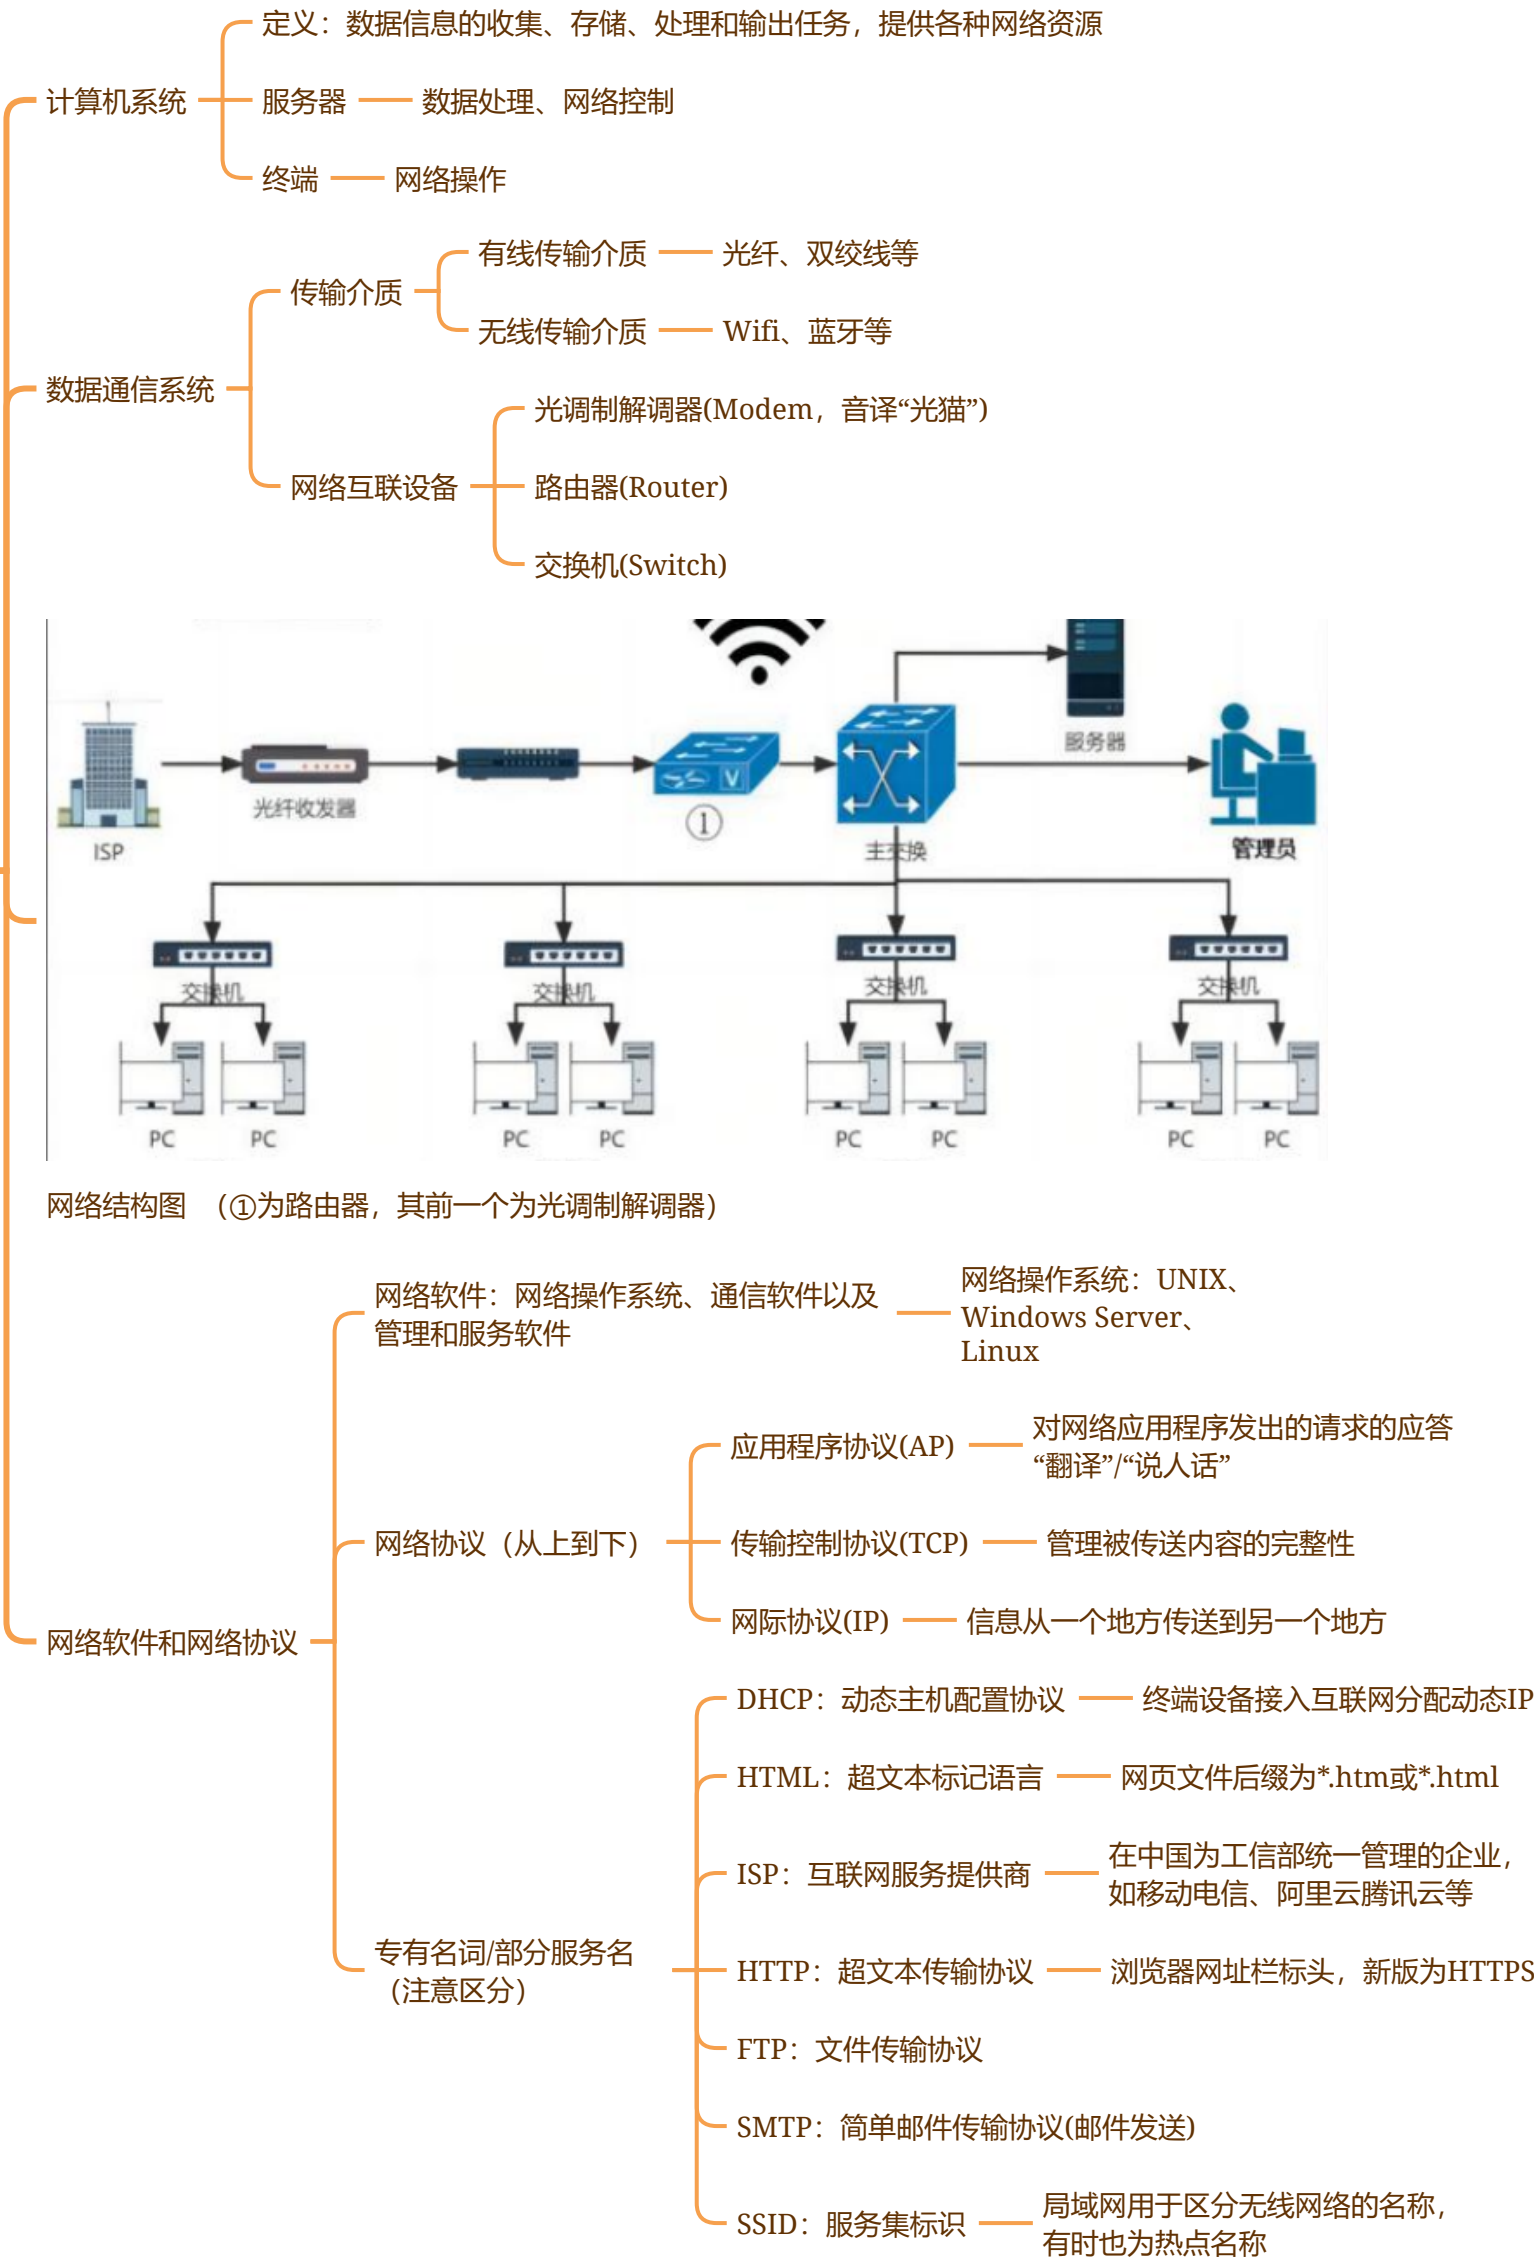 定义：数据信息的收集、存储、处理和输出任务，提供各种网络资源
计算机系统
服务器
数据处理、网络控制
终端
网络操作
有线传输介质
光纤、双绞线等
传输介质
无线传输介质
Wifi、蓝牙等
数据通信系统
光调制解调器(Modem，音译“光猫”)
网络互联设备
路由器(Router)
交换机(Switch)
服务器
光纤收发器
V
①
ISP
主交换
管理员
交换机
交换机
交换机
交换机
PC
PC
PC
PC
PC
PC
PC
PC
网络结构图 （①为路由器，其前一个为光调制解调器）
网络软件：网络操作系统、通信软件以及
管理和服务软件
网络操作系统：UNIX、
Windows Server、
Linux
应用程序协议(AP)
对网络应用程序发出的请求的应答
“翻译”/“说人话”
网络协议（从上到下）
传输控制协议(TCP)
管理被传送内容的完整性
网际协议(IP)
信息从一个地方传送到另一个地方
网络软件和网络协议
DHCP：动态主机配置协议
终端设备接入互联网分配动态IP
HTML：超文本标记语言
网页文件后缀为*.htm或*.html
ISP：互联网服务提供商
在中国为工信部统一管理的企业，
如移动电信、阿里云腾讯云等
专有名词/部分服务名
（注意区分）
HTTP：超文本传输协议
浏览器网址栏标头，新版为HTTPS
FTP：文件传输协议
SMTP：简单邮件传输协议(邮件发送)
SSID：服务集标识
局域网用于区分无线网络的名称，
有时也为热点名称